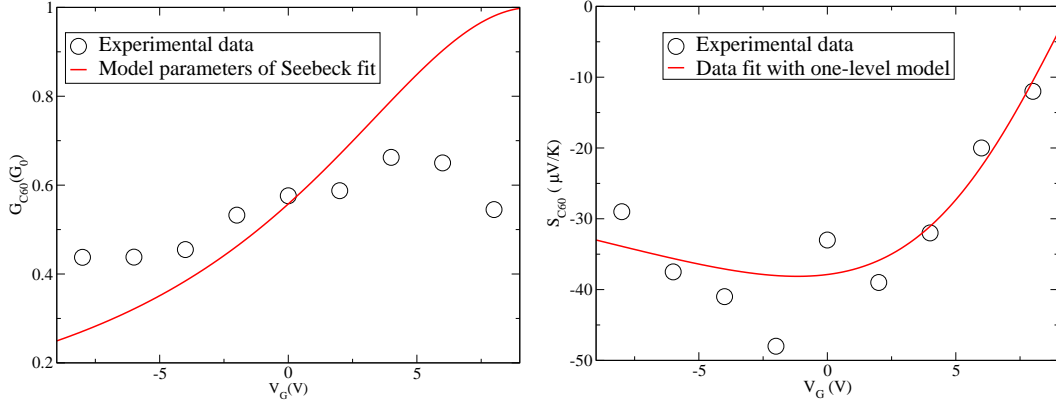 1
0.8
0.6
0.4
0.2
G_C60(G_0)
Experimental data
Model parameters of Seebeck fit
-5
0
5
V_G(V)
0
-10
-20
-30
-40
-50
S_C60 ( μV/K)
Experimental data
Data fit with one-level model
-5
0
5
V_G (V)